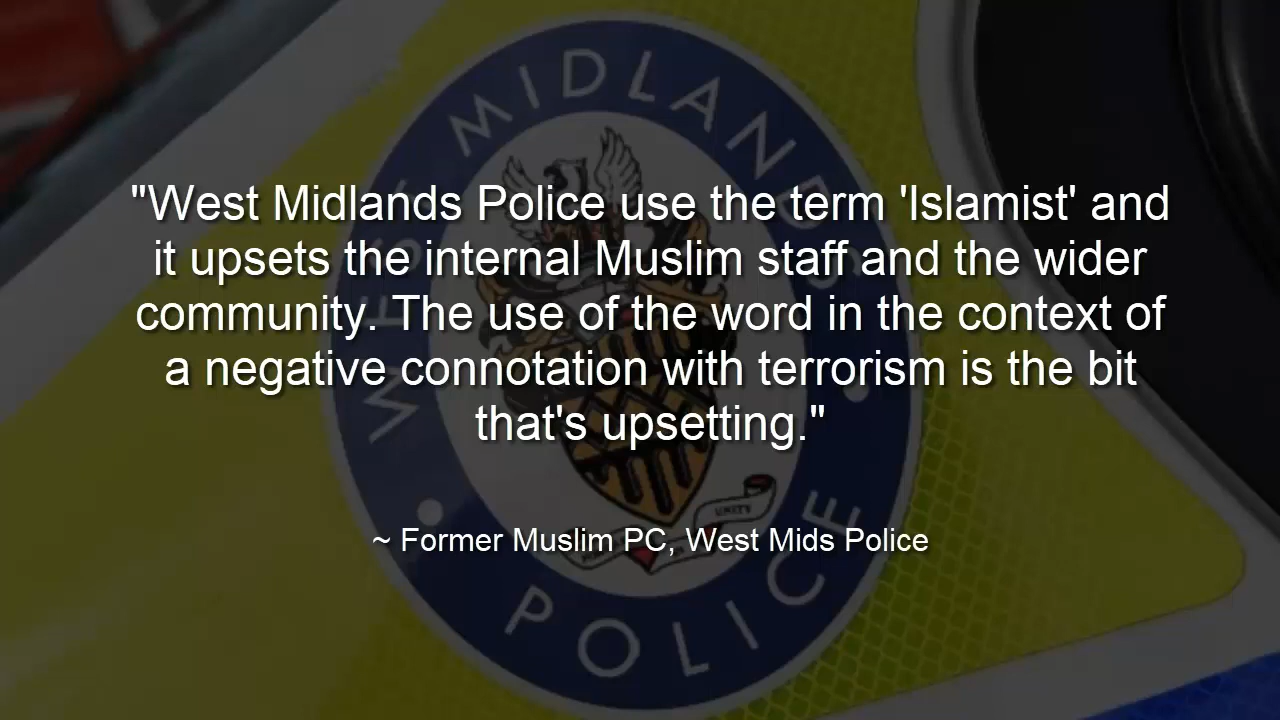 "West Midlands Police use the term 'Islamist' and
it upsets the internal Muslim staff and the wider
community. The use of the word in the context of
a negative connotation with terrorism is the bit
that's upsetting."
~ Former Muslim PC, West Mids Police
WEST MIDLANDS
POLICE
UNITY